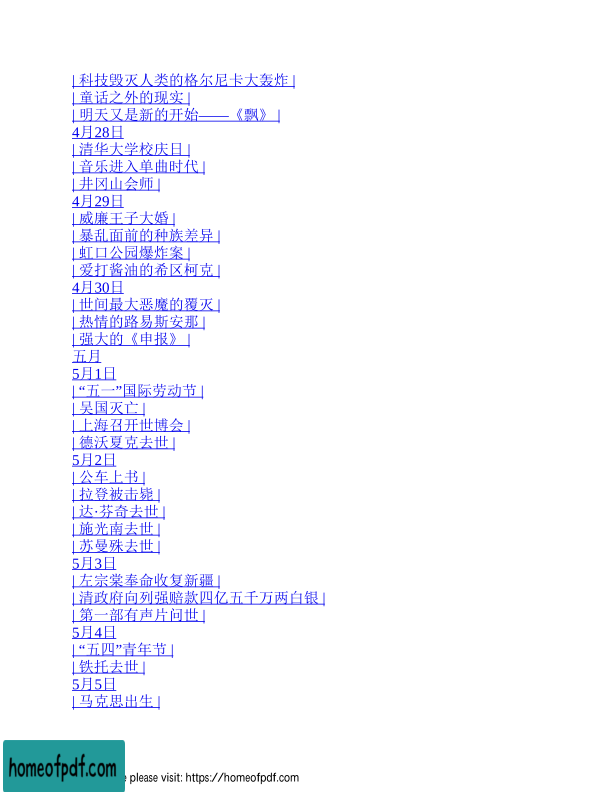 | 科技毁灭人类的格尔尼卡大轰炸 |
| 童话之外的现实 |
| 明天又是新的开始——《飘》 |
4月28日
| 清华大学校庆日 |
| 音乐进入单曲时代 |
| 井冈山会师 |
4月29日
| 威廉王子大婚 |
| 暴乱面前的种族差异 |
| 虹口公园爆炸案 |
| 爱打酱油的希区柯克 |
4月30日
| 世间最大恶魔的覆灭 |
| 热情的路易斯安那 |
| 强大的《申报》 |
五月
5月1日
| “五一”国际劳动节 |
| 吴国灭亡 |
| 上海召开世博会 |
| 德沃夏克去世 |
5月2日
| 公车上书 |
| 拉登被击毙 |
| 达·芬奇去世 |
| 施光南去世 |
| 苏曼殊去世 |
5月3日
| 左宗棠奉命收复新疆 |
| 清政府向列强赔款四亿五千万两白银 |
| 第一部有声片问世 |
5月4日
| “五四”青年节 |
| 铁托去世 |
5月5日
| 马克思出生 |
homeofpdf.com
please visit: https://homeofpdf.com